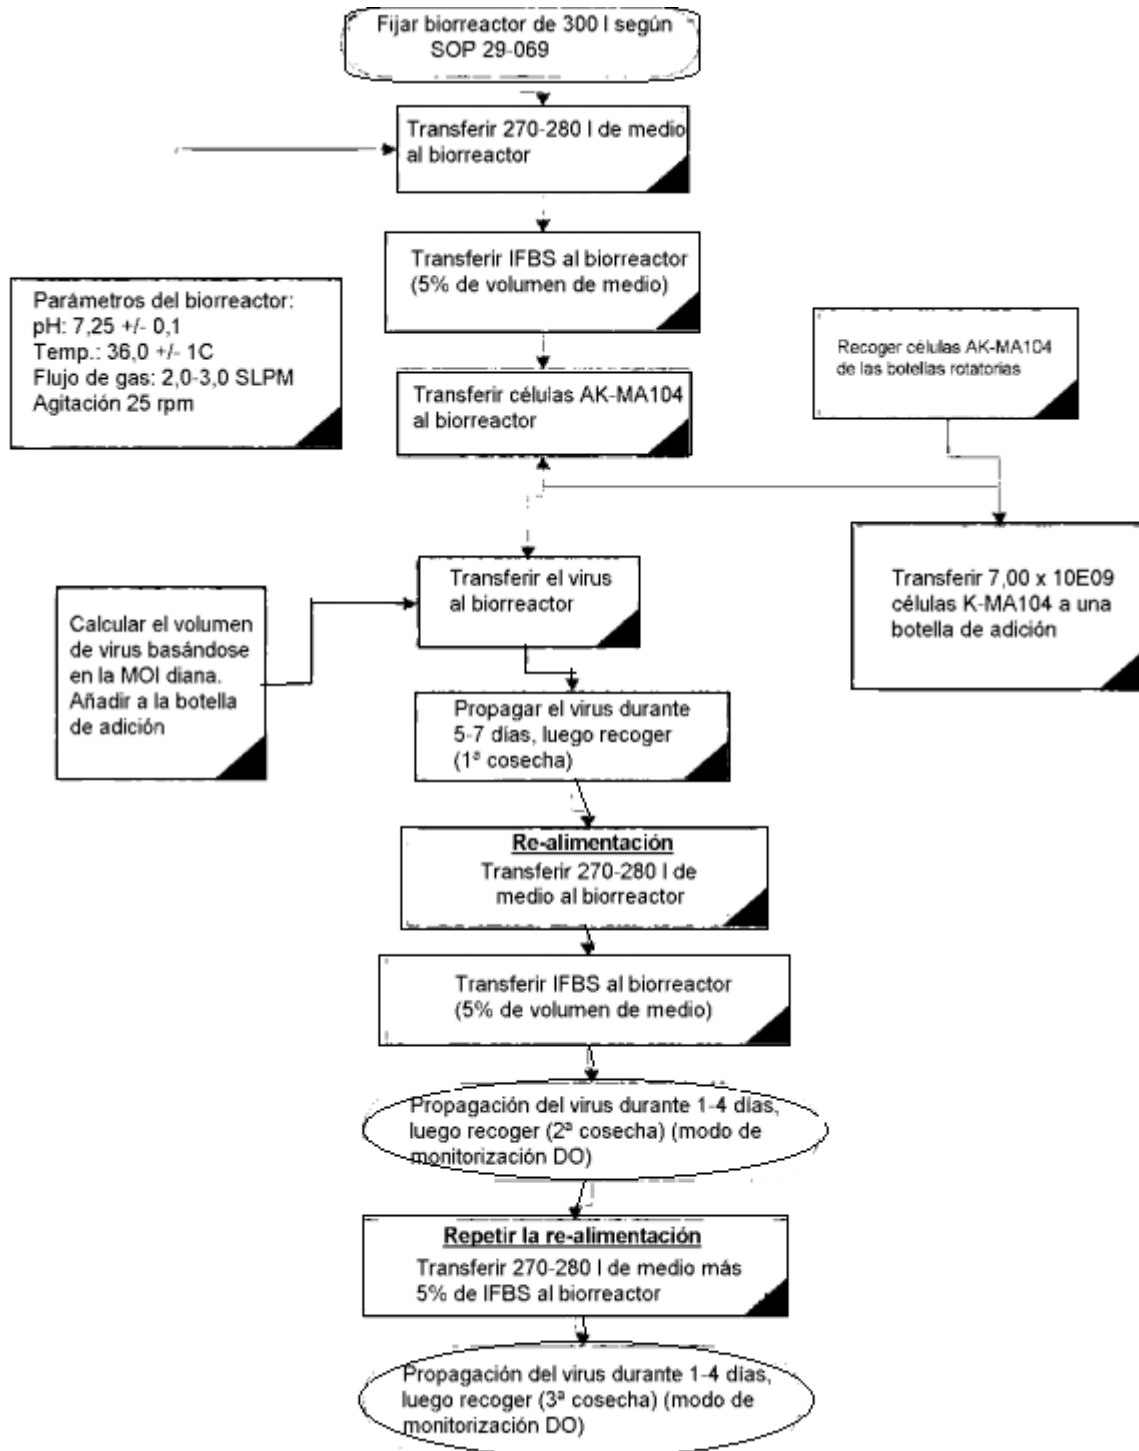 Fijar biorreactor de 300 l según
SOP 29-069
Transferir 270-280 l de medio
al biorreactor
Transferir IFBS al biorreactor
(5% de volumen de medio)
Parámetros del biorreactor:
pH: 7,25 +/- 0,1
Temp.: 36,0 +/- 1C
Flujo de gas: 2,0-3,0 SLPM
Agitación 25 rpm
Recoger células AK-MA104
de las botellas rotatorias
Transferir células AK-MA104
al biorreactor
Transferir el virus
al biorreactor
Transferir 7,00 x 10E09
células K-MA104 a una
botella de adición
Calcular el volumen
de virus basándose
en la MOI diana.
Añadir a la botella
de adición
Propagar el virus durante
5-7 días, luego recoger
(1ª cosecha)
Re-alimentación
Transferir 270-280 l de
medio al biorreactor
Transferir IFBS al biorreactor
(5% de volumen de medio)
Propagación del virus durante 1-4 días,
luego recoger (2ª cosecha) (modo de
monitorización DO)
Repetir la re-alimentación
Transferir 270-280 l de medio más
5% de IFBS al biorreactor
Propagación del virus durante 1-4 días,
luego recoger (3ª cosecha) (modo de
monitorización DO)